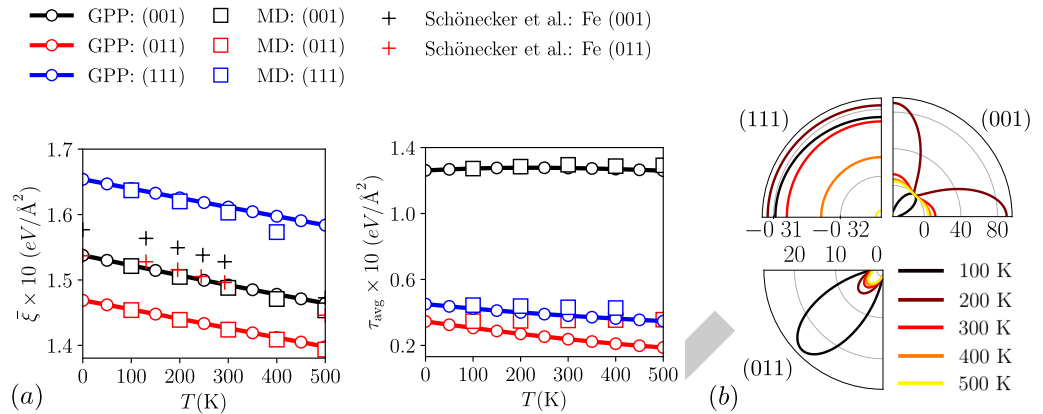 GPP: (001) MD: (001) Schönecker et al.: Fe (001)
GPP: (011) MD: (011) Schönecker et al.: Fe (011)
GPP: (111) MD: (111)
1.7
1.6
1.5
1.4
ξ̄ × 10 (eV/Å²)
0 100 200 300 400 500
T(K)
(a)
1.4
1.0
0.6
0.2
τavg × 10 (eV/Å²)
0 100 200 300 400 500
T(K)
(111) (001)
−0 31 −0 32 0 40 80
20 10 0
(011)
100 K
200 K
300 K
400 K
500 K
(b)